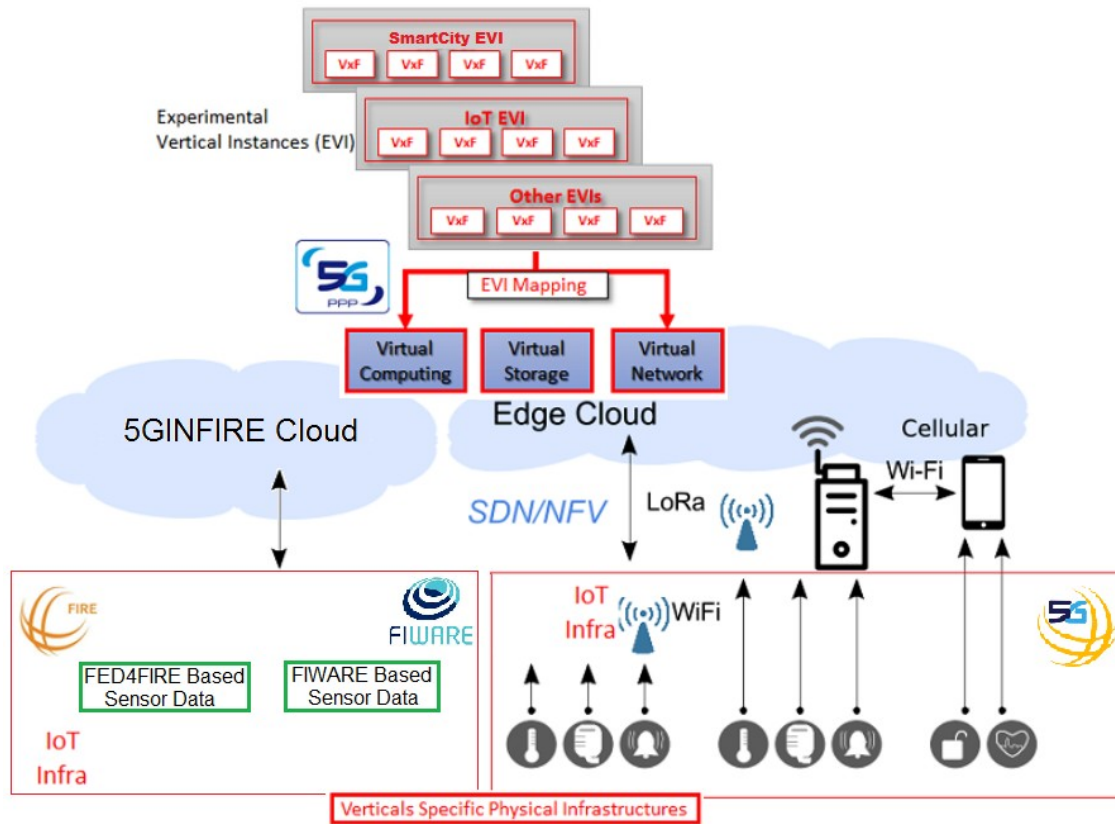 SmartCity EVI
VxF VxF VxF VxF
Experimental
Vertical Instances (EVI)
IoT EVI
VxF VxF VxF VxF
Other EVIs
VxF VxF VxF VxF
5G
PPP
EVI Mapping
Virtual
Computing
Virtual
Storage
Virtual
Network
5GINFIRE Cloud
Edge Cloud
Cellular
Wi-Fi
SDN/NFV
LoRa
FIRE
FIWARE
IoT
Infra
WiFi
5G
FED4FIRE Based
Sensor Data
FIWARE Based
Sensor Data
IoT
Infra
Verticals Specific Physical Infrastructures